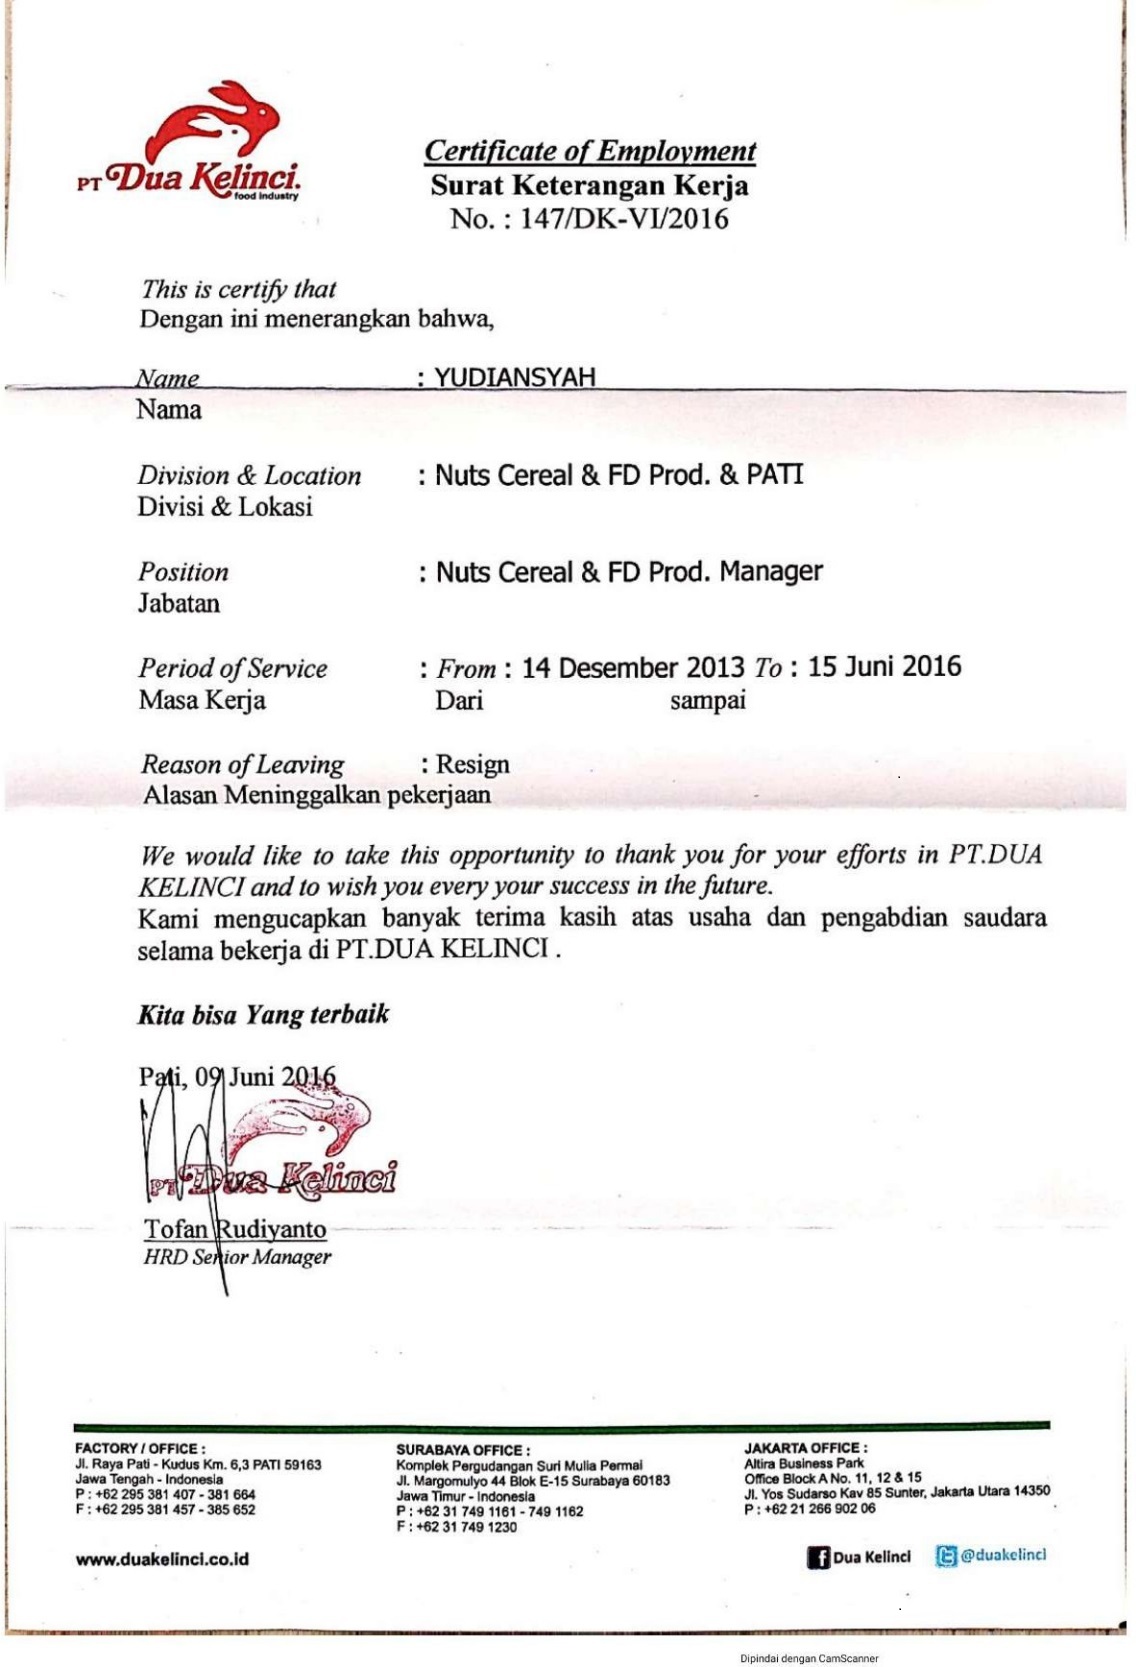 PT Dua Kelinci.
food industry
Certificate of Employment
Surat Keterangan Kerja
No. : 147/DK-VI/2016
This is certify that
Dengan ini menerangkan bahwa,
Name : YUDIANSYAH
Nama
Division & Location : Nuts Cereal & FD Prod. & PATI
Divisi & Lokasi
Position : Nuts Cereal & FD Prod. Manager
Jabatan
Period of Service : From : 14 Desember 2013 To : 15 Juni 2016
Masa Kerja Dari sampai
Reason of Leaving : Resign
Alasan Meninggalkan pekerjaan
We would like to take this opportunity to thank you for your efforts in PT.DUA
KELINCI and to wish you every your success in the future.
Kami mengucapkan banyak terima kasih atas usaha dan pengabdian saudara
selama bekerja di PT.DUA KELINCI .
Kita bisa Yang terbaik
Pati, 09 Juni 2016
PT Dua Kelinci
Tofan Rudiyanto
HRD Senior Manager
FACTORY / OFFICE :
Jl. Raya Pati - Kudus Km. 6,3 PATI 59163
Jawa Tengah - Indonesia
P : +62 295 381 407 - 381 664
F : +62 295 381 457 - 385 652
www.duakelinci.co.id
SURABAYA OFFICE :
Komplek Pergudangan Suri Mulia Permai
Jl. Margomulyo 44 Blok E-15 Surabaya 60183
Jawa Timur - Indonesia
P : +62 31 749 1161 - 749 1162
F : +62 31 749 1230
JAKARTA OFFICE :
Altira Business Park
Office Block A No. 11, 12 & 15
Jl. Yos Sudarso Kav 85 Sunter, Jakarta Utara 14350
P : +62 21 266 902 06
f Dua Kelinci @duakelinci
Dipindai dengan CamScanner